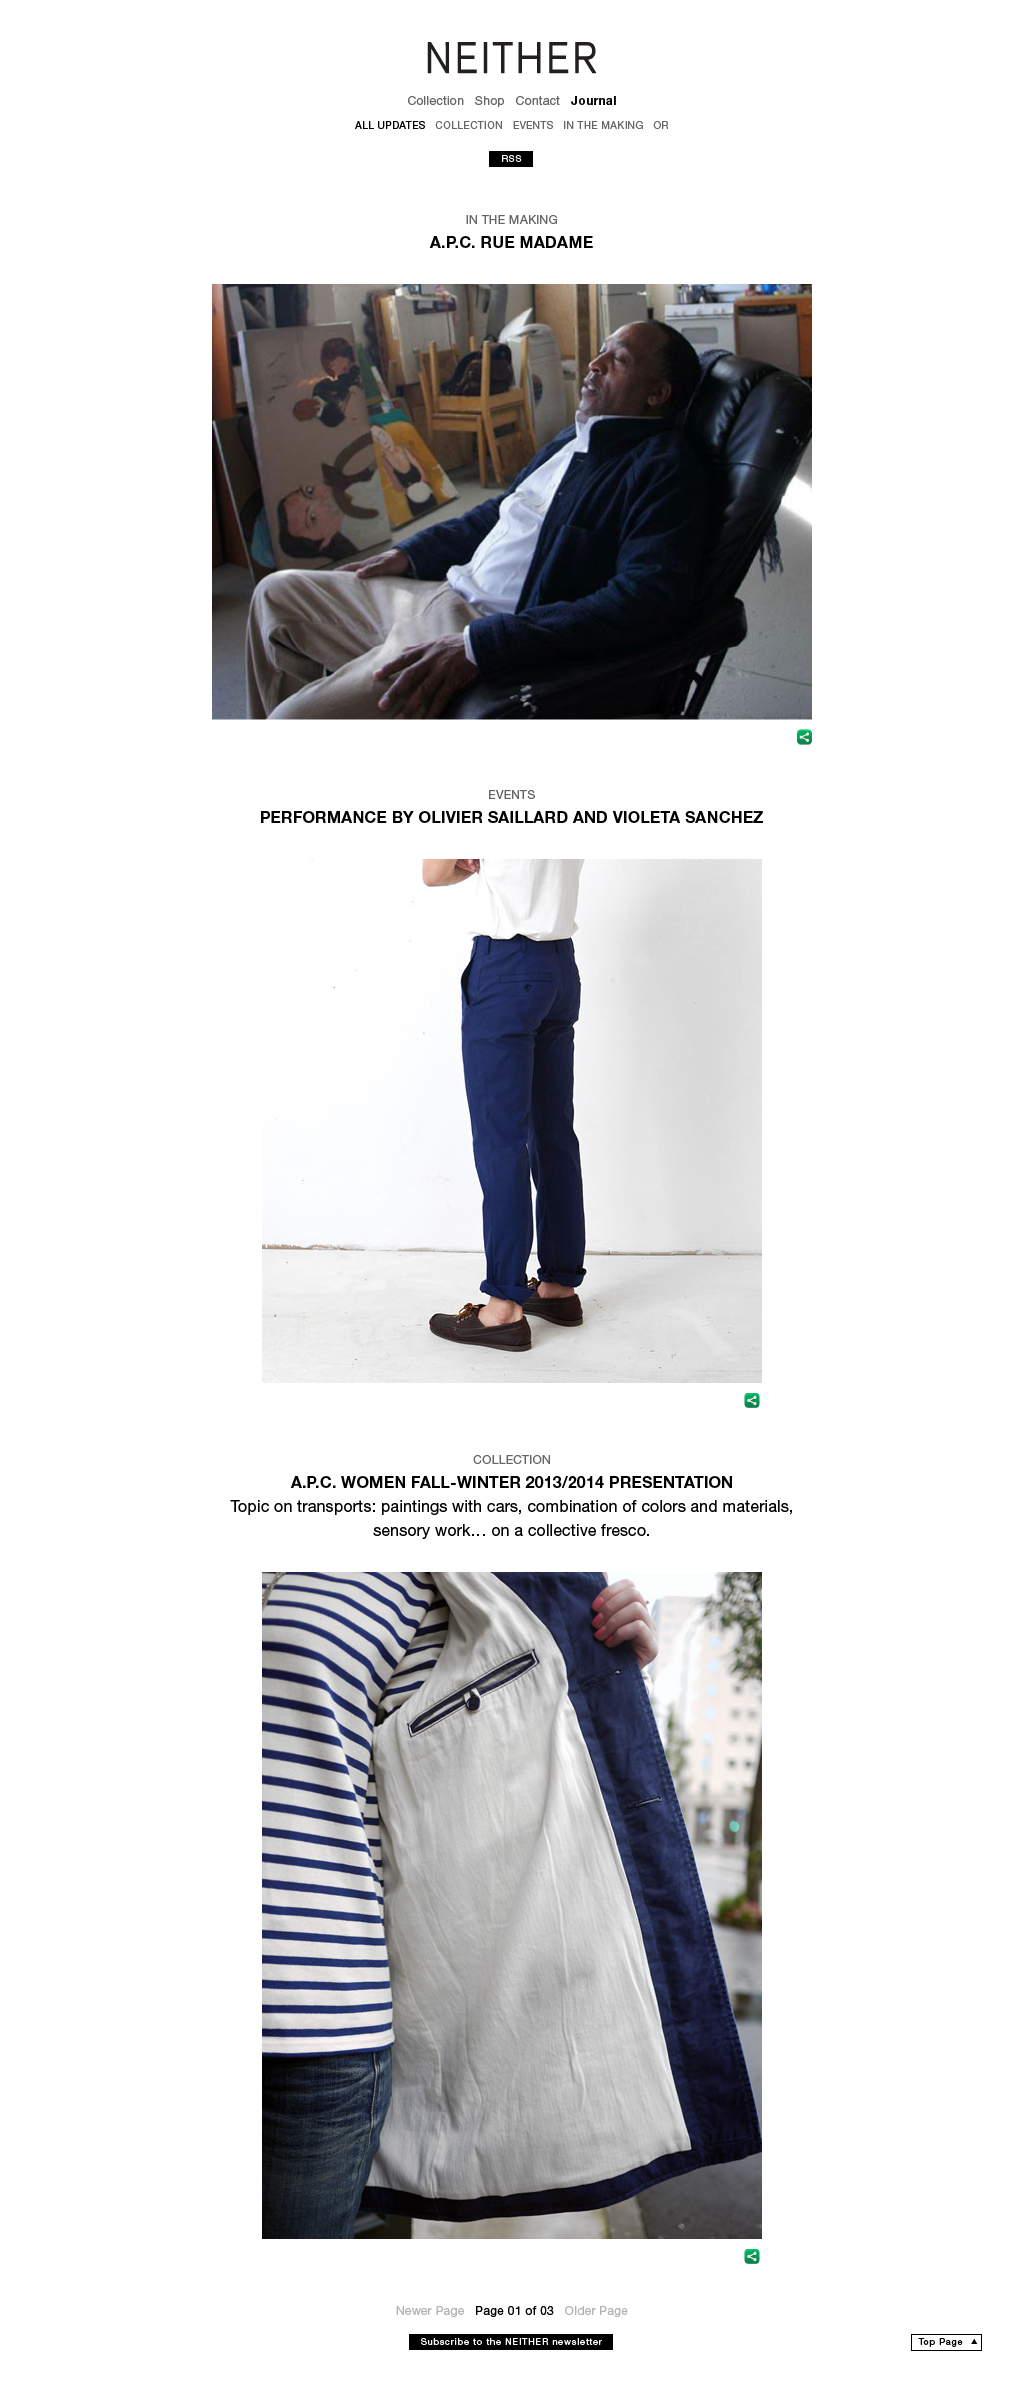 NEITHER
Collection Shop Contact Journal
ALL UPDATES COLLECTION EVENTS IN THE MAKING OR
RSS
IN THE MAKING
A.P.C. RUE MADAME
EVENTS
PERFORMANCE BY OLIVIER SAILLARD AND VIOLETA SANCHEZ
COLLECTION
A.P.C. WOMEN FALL-WINTER 2013/2014 PRESENTATION
Topic on transports: paintings with cars, combination of colors and materials,
sensory work… on a collective fresco.
Newer Page Page 01 of 03 Older Page
Subscribe to the NEITHER newsletter
Top Page ▲